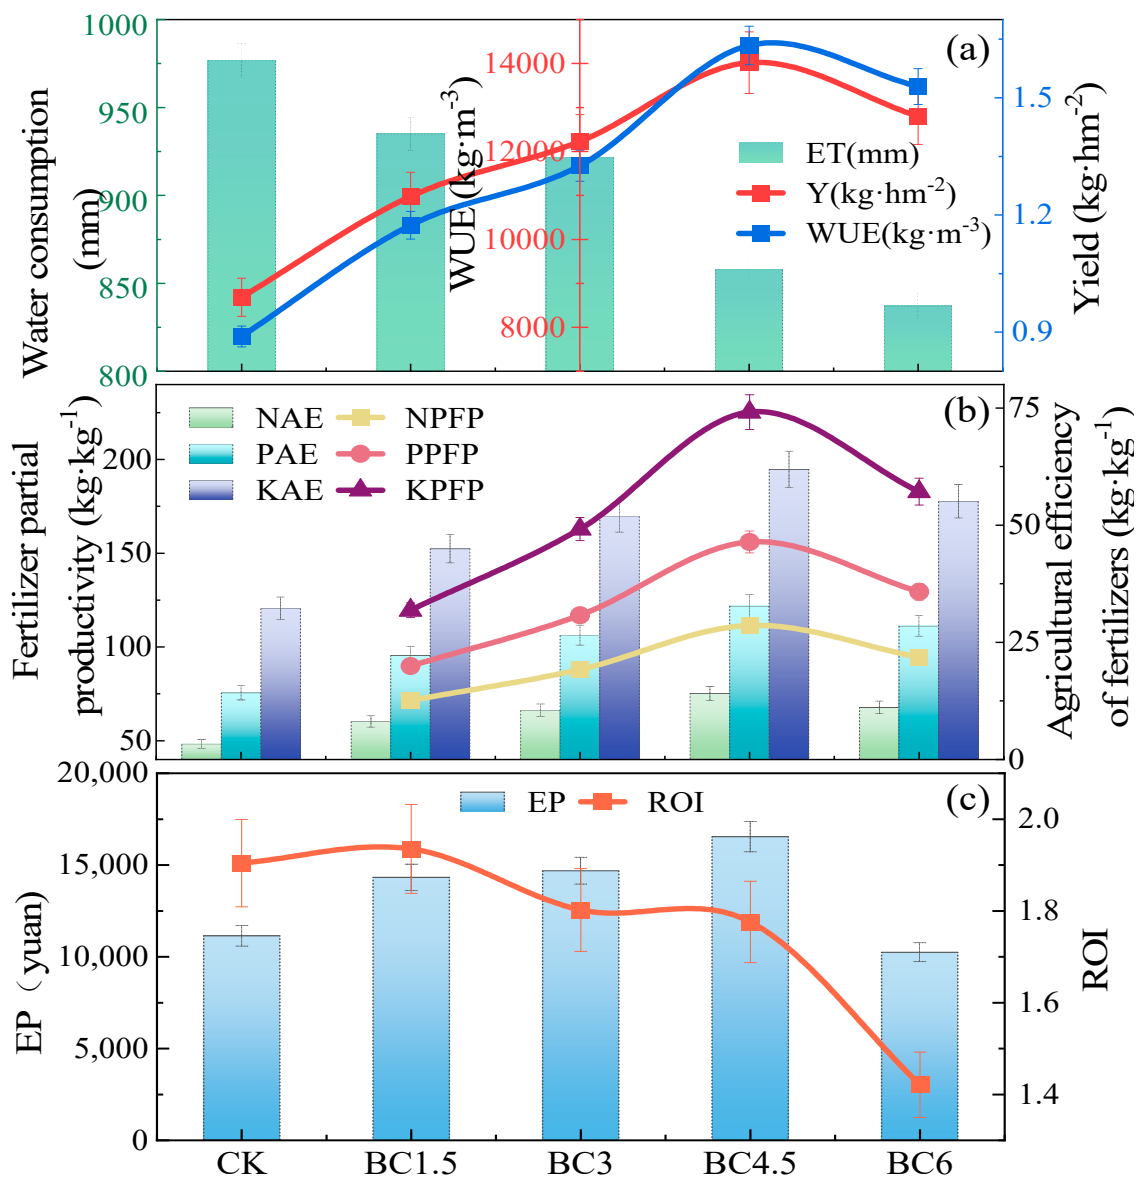 Water consumption
(mm)
1000
950
900
850
800
WUE (kg·m-3)
14000
12000
10000
8000
(a)
ET(mm)
Y(kg·hm-2)
WUE(kg·m-3)
1.5
1.2
0.9
Yield (kg·hm-2)
Fertilizer partial
productivity (kg·kg-1)
200
150
100
50
NAE
NPFP
PAE
PPFP
KAE
KPFP
(b)
75
50
25
0
Agricultural efficiency
of fertilizers (kg·kg-1)
EP（yuan)
20,000
15,000
10,000
5,000
0
EP
ROI
(c)
2.0
1.8
1.6
1.4
ROI
CK
BC1.5
BC3
BC4.5
BC6